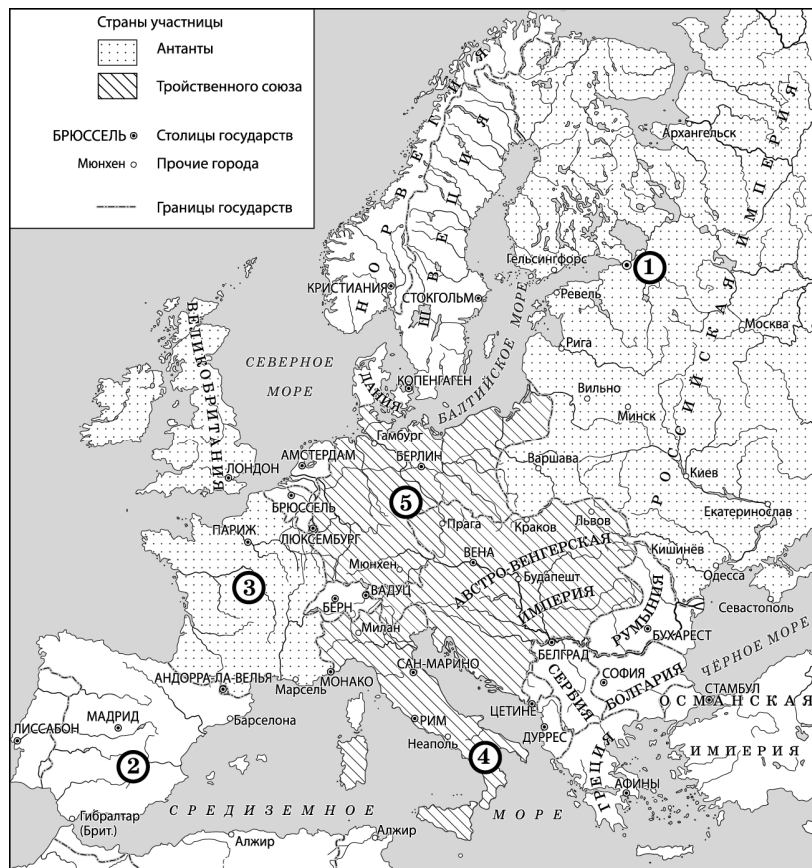 Страны участницы
Антанты
Тройственного союза
БРЮССЕЛЬ Столицы государств
Мюнхен Прочие города
Границы государств
НОРВЕГИЯ
ШВЕЦИЯ
Архангельск
РОССИЙСКАЯ ИМПЕРИЯ
Гельсингфорс
1
КРИСТИАНИЯ
СТОКГОЛЬМ
Ревель
Москва
ВЕЛИКОБРИТАНИЯ
СЕВЕРНОЕ
МОРЕ
Рига
БАЛТИЙСКОЕ МОРЕ
ДАНИЯ
КОПЕНГАГЕН
Вильно
Минск
Гамбург
АМСТЕРДАМ
БЕРЛИН
Варшава
ЛОНДОН
Киев
БРЮССЕЛЬ
5
Екатеринослав
ПАРИЖ
ЛЮКСЕМБУРГ
Прага
Краков
Львов
ВЕНА
Мюнхен
АВСТРО-ВЕНГЕРСКАЯ
ИМПЕРИЯ
Кишинёв
Одесса
3
ВАДУЦ
Будапешт
БЕРН
Севастополь
Милан
РУМЫНИЯ
БУХАРЕСТ
БЕЛГРАД
ЧЁРНОЕ МОРЕ
САН-МАРИНО
АНДОРРА-ЛА-ВЕЛЬЯ
Марсель
МОНАКО
СЕРБИЯ
СОФИЯ
БОЛГАРИЯ
СТАМБУЛ
ОСМАНСКАЯ
ИМПЕРИЯ
ЛИССАБОН
МАДРИД
Барселона
ЦЕТИНЕ
РИМ
ДУРРЕС
Неаполь
4
2
ГРЕЦИЯ
АФИНЫ
Гибралтар
(Брит.)
СРЕДИЗЕМНОЕ
МОРЕ
Алжир
Алжир